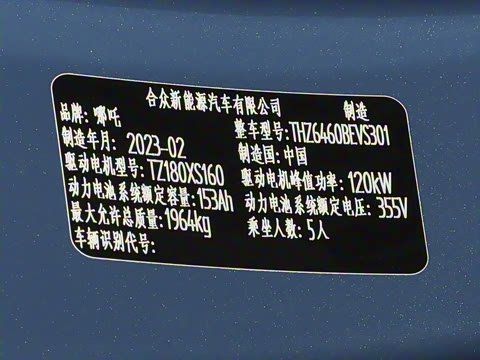 合众新能源汽车有限公司 制造
品牌: 哪吒 整车型号: THZ6460BEVS301
制造年月: 2023-02 制造国: 中国
驱动电机型号: TZ180XS160 驱动电机峰值功率: 120kW
动力电池系统额定容量: 153Ah 动力电池系统额定电压: 355V
最大允许总质量: 1964kg 乘坐人数: 5人
车辆识别代号: